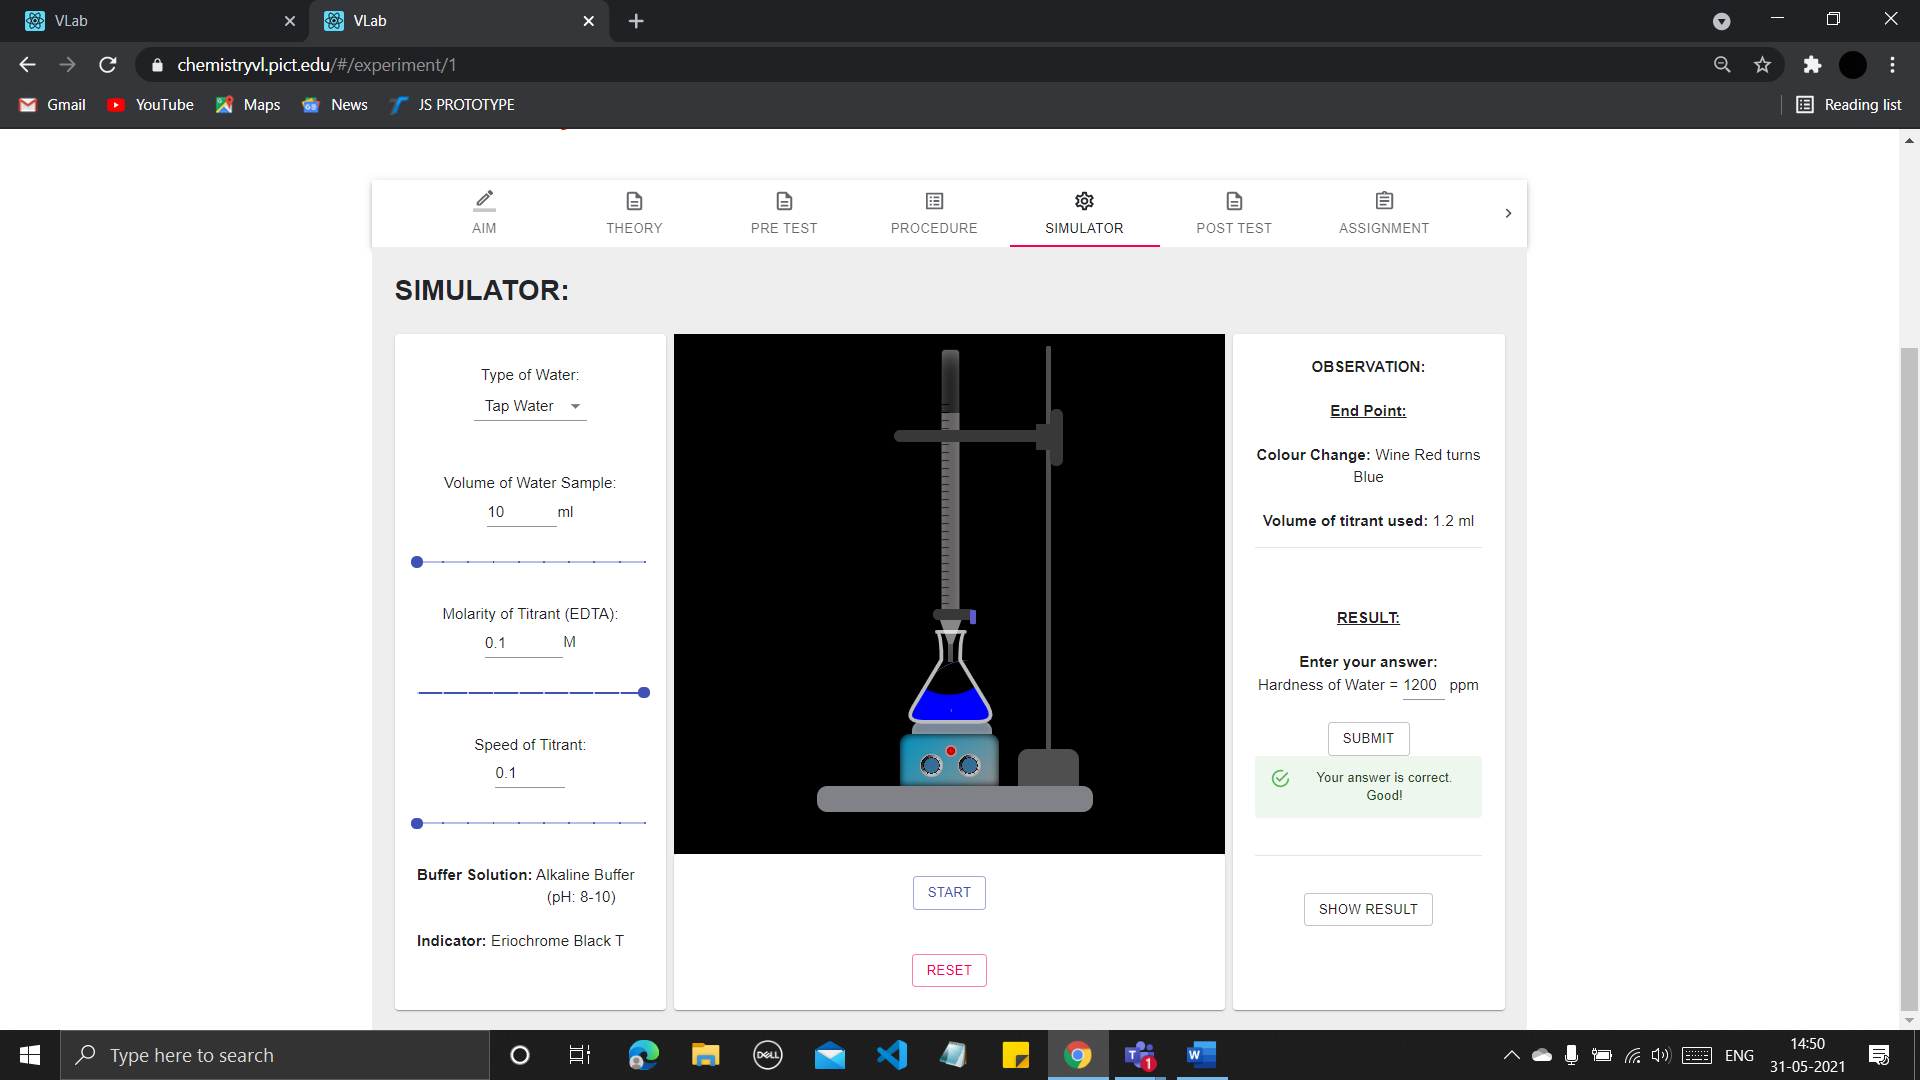 VLab
VLab
chemistryvl.pict.edu/#/experiment/1
Gmail YouTube Maps News JS PROTOTYPE Reading list
AIM THEORY PRE TEST PROCEDURE SIMULATOR POST TEST ASSIGNMENT
SIMULATOR:
Type of Water:
Tap Water
Volume of Water Sample:
10 ml
Molarity of Titrant (EDTA):
0.1 M
Speed of Titrant:
0.1
Buffer Solution: Alkaline Buffer
(pH: 8-10)
Indicator: Eriochrome Black T
START
RESET
OBSERVATION:
End Point:
Colour Change: Wine Red turns
Blue
Volume of titrant used: 1.2 ml
RESULT:
Enter your answer:
Hardness of Water = 1200 ppm
SUBMIT
Your answer is correct.
Good!
SHOW RESULT
Type here to search
DELL
1
ENG
14:50
31-05-2021